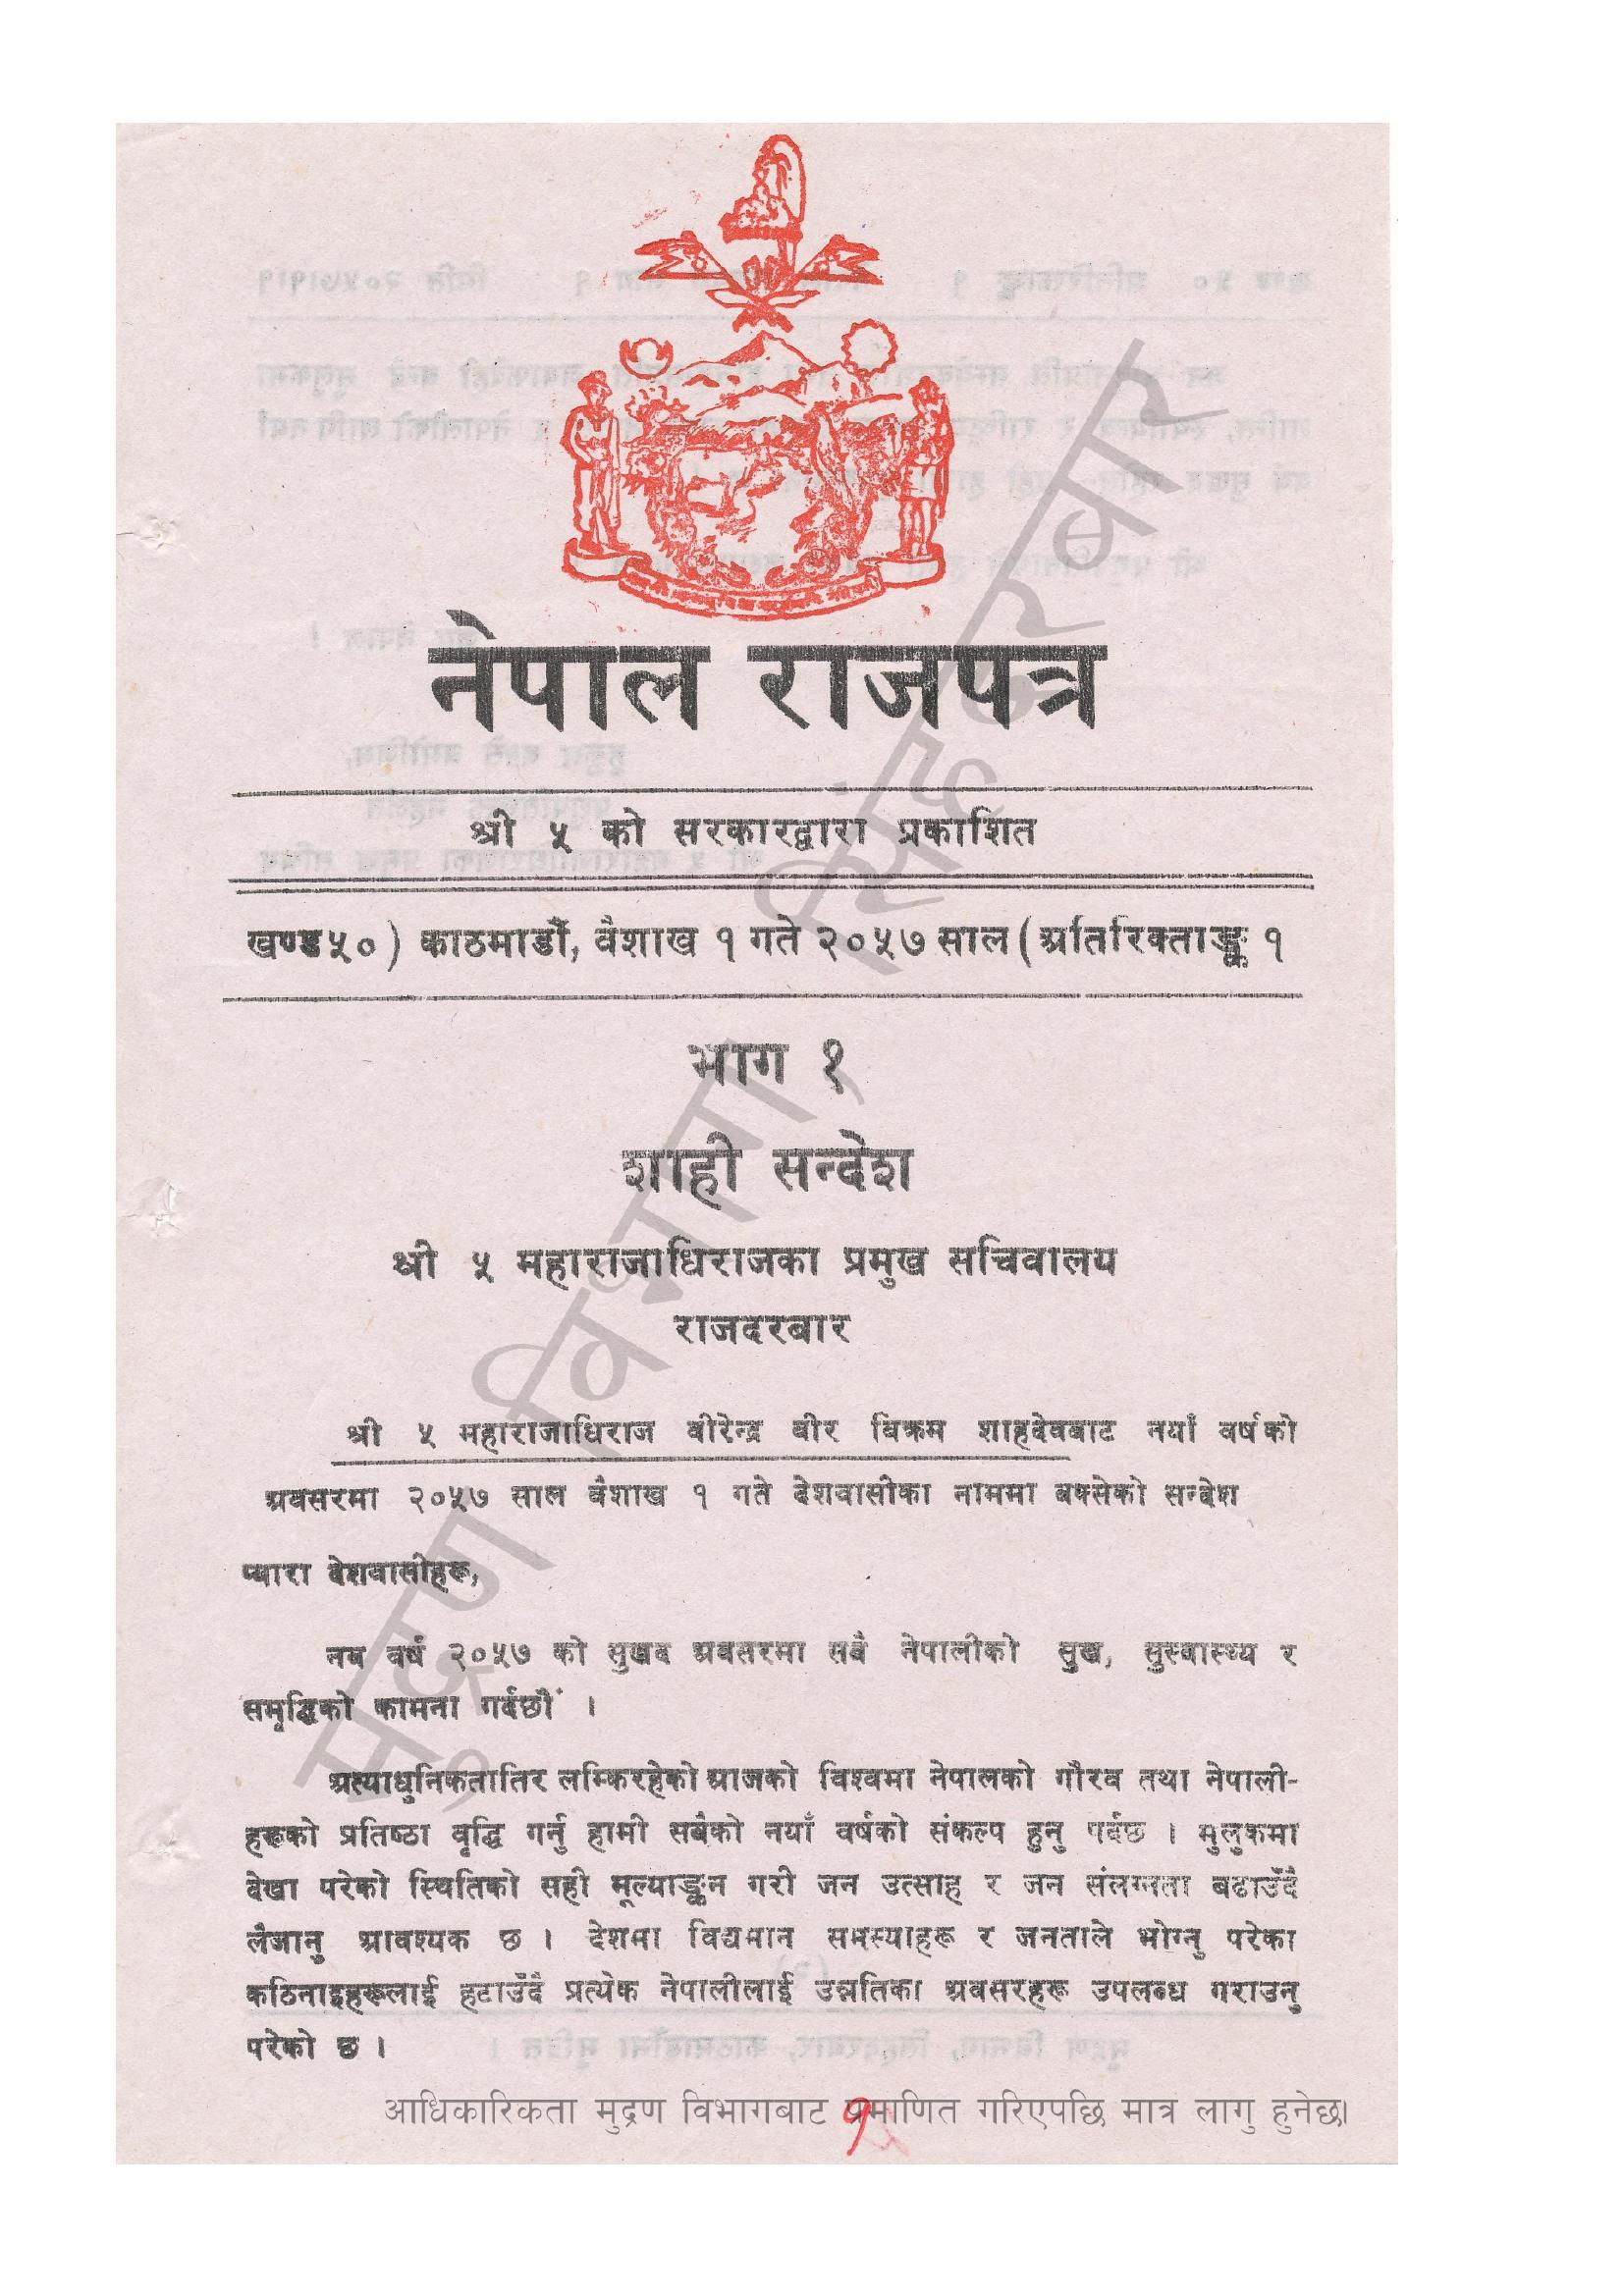 नेपाल राजपत्र
श्री ५ को सरकारद्वारा प्रकाशित
खण्ड ५०) काठमाडौं, वैशाख १ गते २०५७ साल (अतिरिक्ताङ्क १
भाग १
शाही सन्देश
श्री ५ महाराजाधिराजका प्रमुख सचिवालय
राजदरबार
श्री ५ महाराजाधिराज वीरेन्द्र वीर विक्रम शाहदेवबाट नयाँ वर्षको
अवसरमा २०५७ साल वैशाख १ गते देशवासीका नाममा बक्सेको सन्देश
प्यारा देशवासीहरू,
नव वर्ष २०५७ को सुखद अवसरमा सबै नेपालीको सुख, सुस्वास्थ्य र
समृद्धिको कामना गर्दछौं ।
अत्याधुनिकतातिर लम्किरहेको आजको विश्वमा नेपालको गौरव तथा नेपाली-
हरूको प्रतिष्ठा वृद्धि गर्नु हामी सबैको नयाँ वर्षको संकल्प हुनु पर्दछ । मुलुकमा
देखा परेको स्थितिको सही मूल्याङ्कन गरी जन उत्साह र जन संलग्नता बढाउँदै
लैजानु आवश्यक छ । देशमा विद्यमान समस्याहरू र जनताले भोग्नु परेका
कठिनाइहरूलाई हटाउँदै प्रत्येक नेपालीलाई उन्नतिका अवसरहरू उपलब्ध गराउनु
परेको छ ।
आधिकारिकता मुद्रण विभागबाट प्रमाणित गरिएपछि मात्र लागु हुनेछ।
१
मुद्रण विभाग, सिंहदरबार